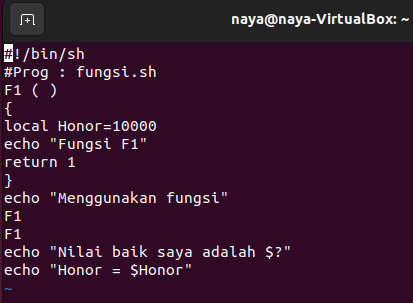 naya@naya-VirtualBox: ~
#!/bin/sh
#Prog : fungsi.sh
F1 ( )
{
local Honor=10000
echo "Fungsi F1"
return 1
}
echo "Menggunakan fungsi"
F1
F1
echo "Nilai baik saya adalah $?"
echo "Honor = $Honor"
~